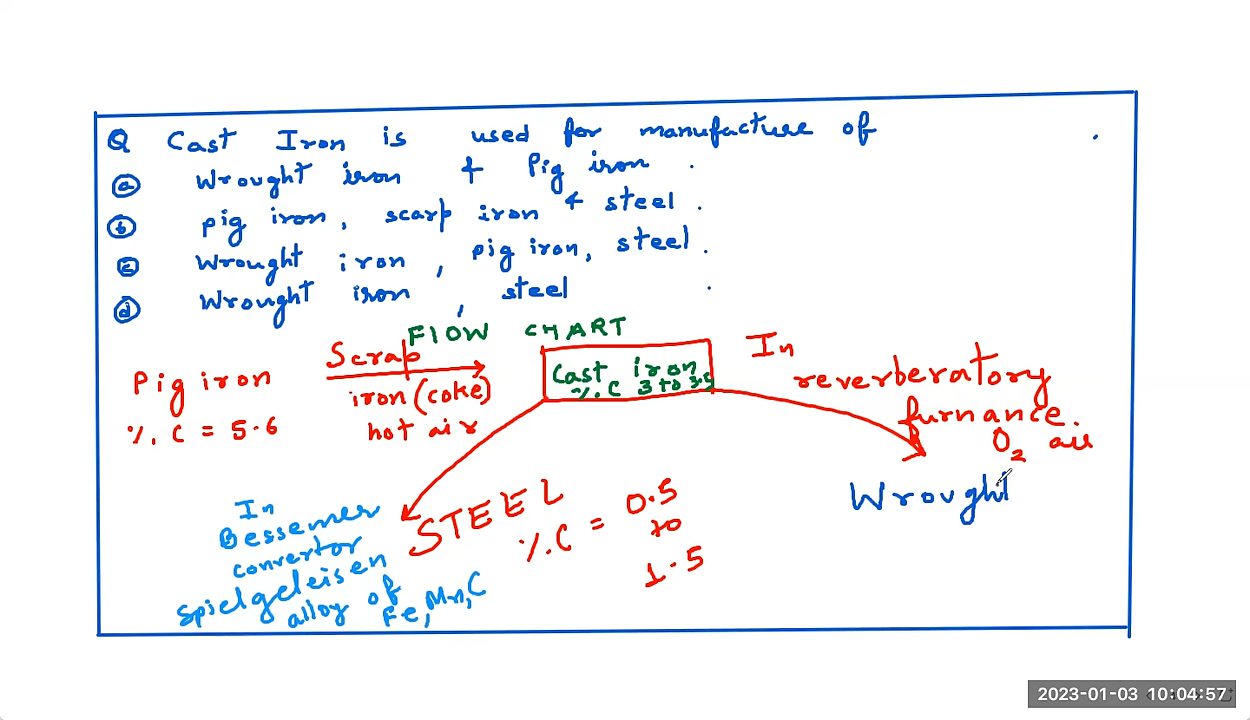 Q Cast Iron is used for manufacture of
a Wrought iron + Pig iron.
b pig iron, scarp iron + steel.
c Wrought iron, pig iron, steel.
d Wrought iron, steel.
FLOW CHART
Pig iron
% C = 5.6
Scrap
iron (coke)
hot air
Cast iron
% C 3 to 3.5
In
reverberatory
furnance.
O2 air
Wrought
STEEL
% C = 0.5
to
1.5
In
Bessemer
convertor
spielgeleisen
alloy of
Fe, Mn, C
2023-01-03 10:04:57